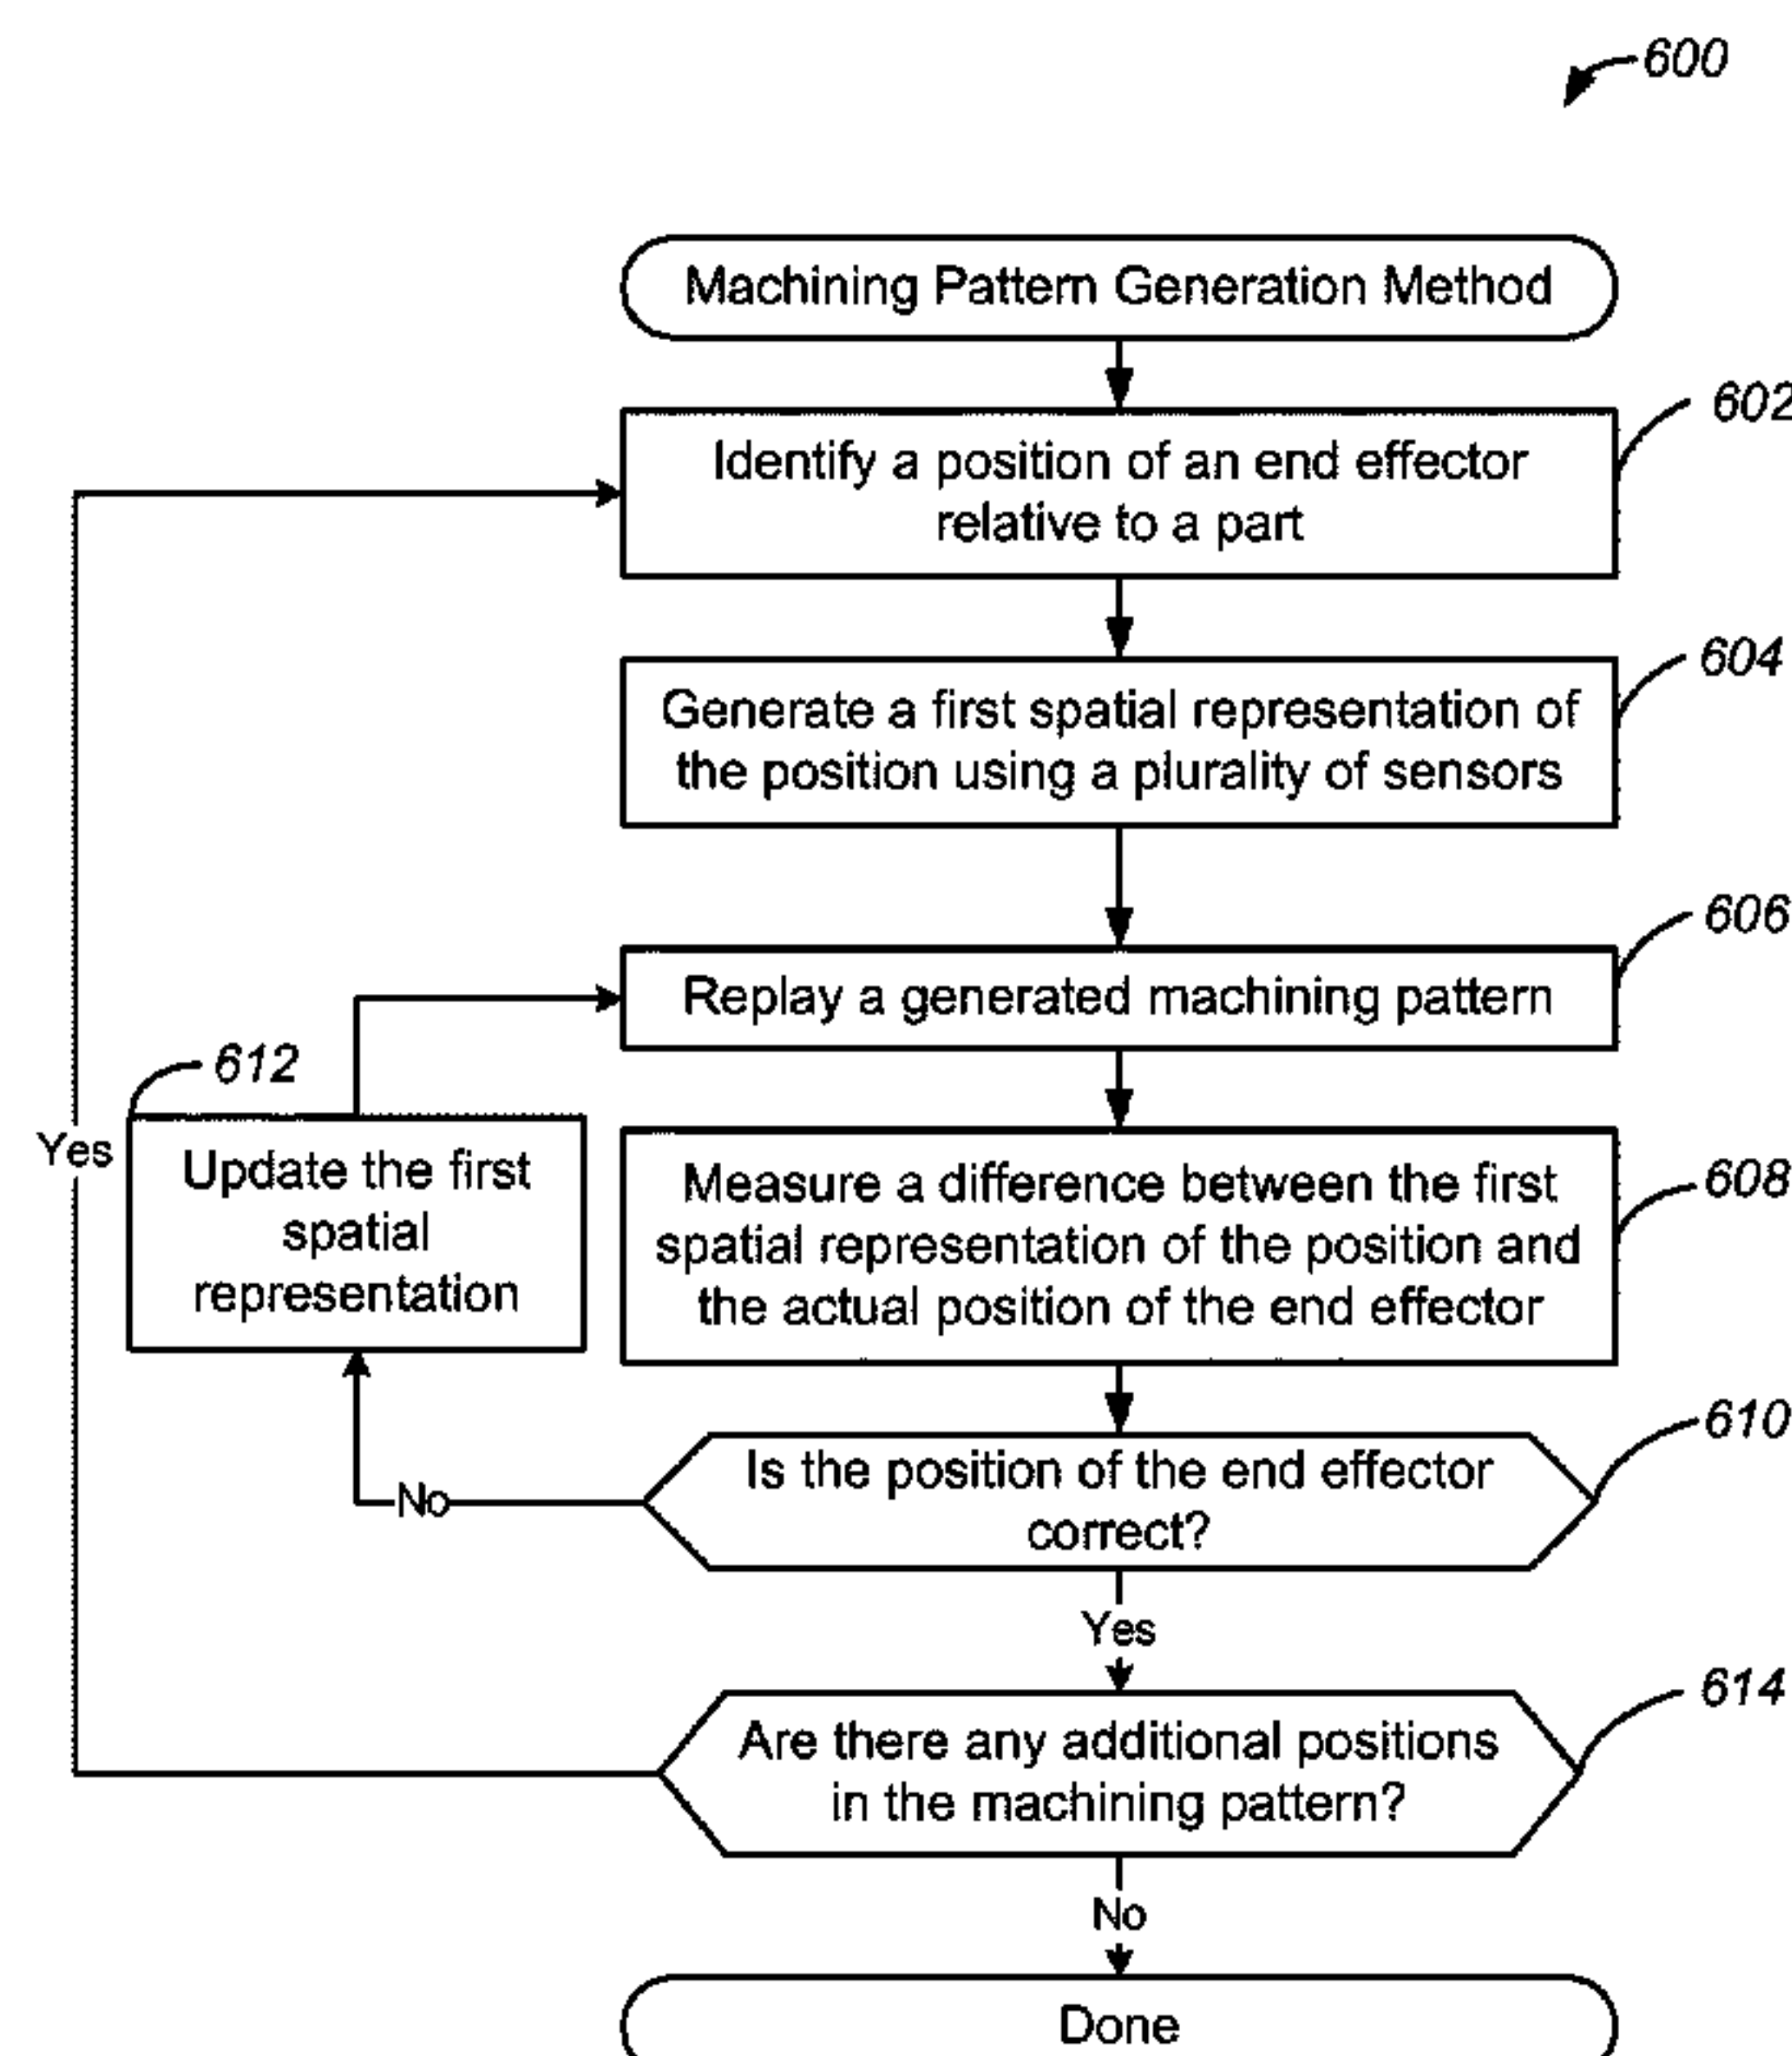 600
Machining Pattern Generation Method
602
Identify a position of an end effector
relative to a part
604
Generate a first spatial representation of
the position using a plurality of sensors
606
Replay a generated machining pattern
612
Yes
Update the first
spatial
representation
608
Measure a difference between the first
spatial representation of the position and
the actual position of the end effector
610
Is the position of the end effector
correct?
No
Yes
614
Are there any additional positions
in the machining pattern?
No
Done